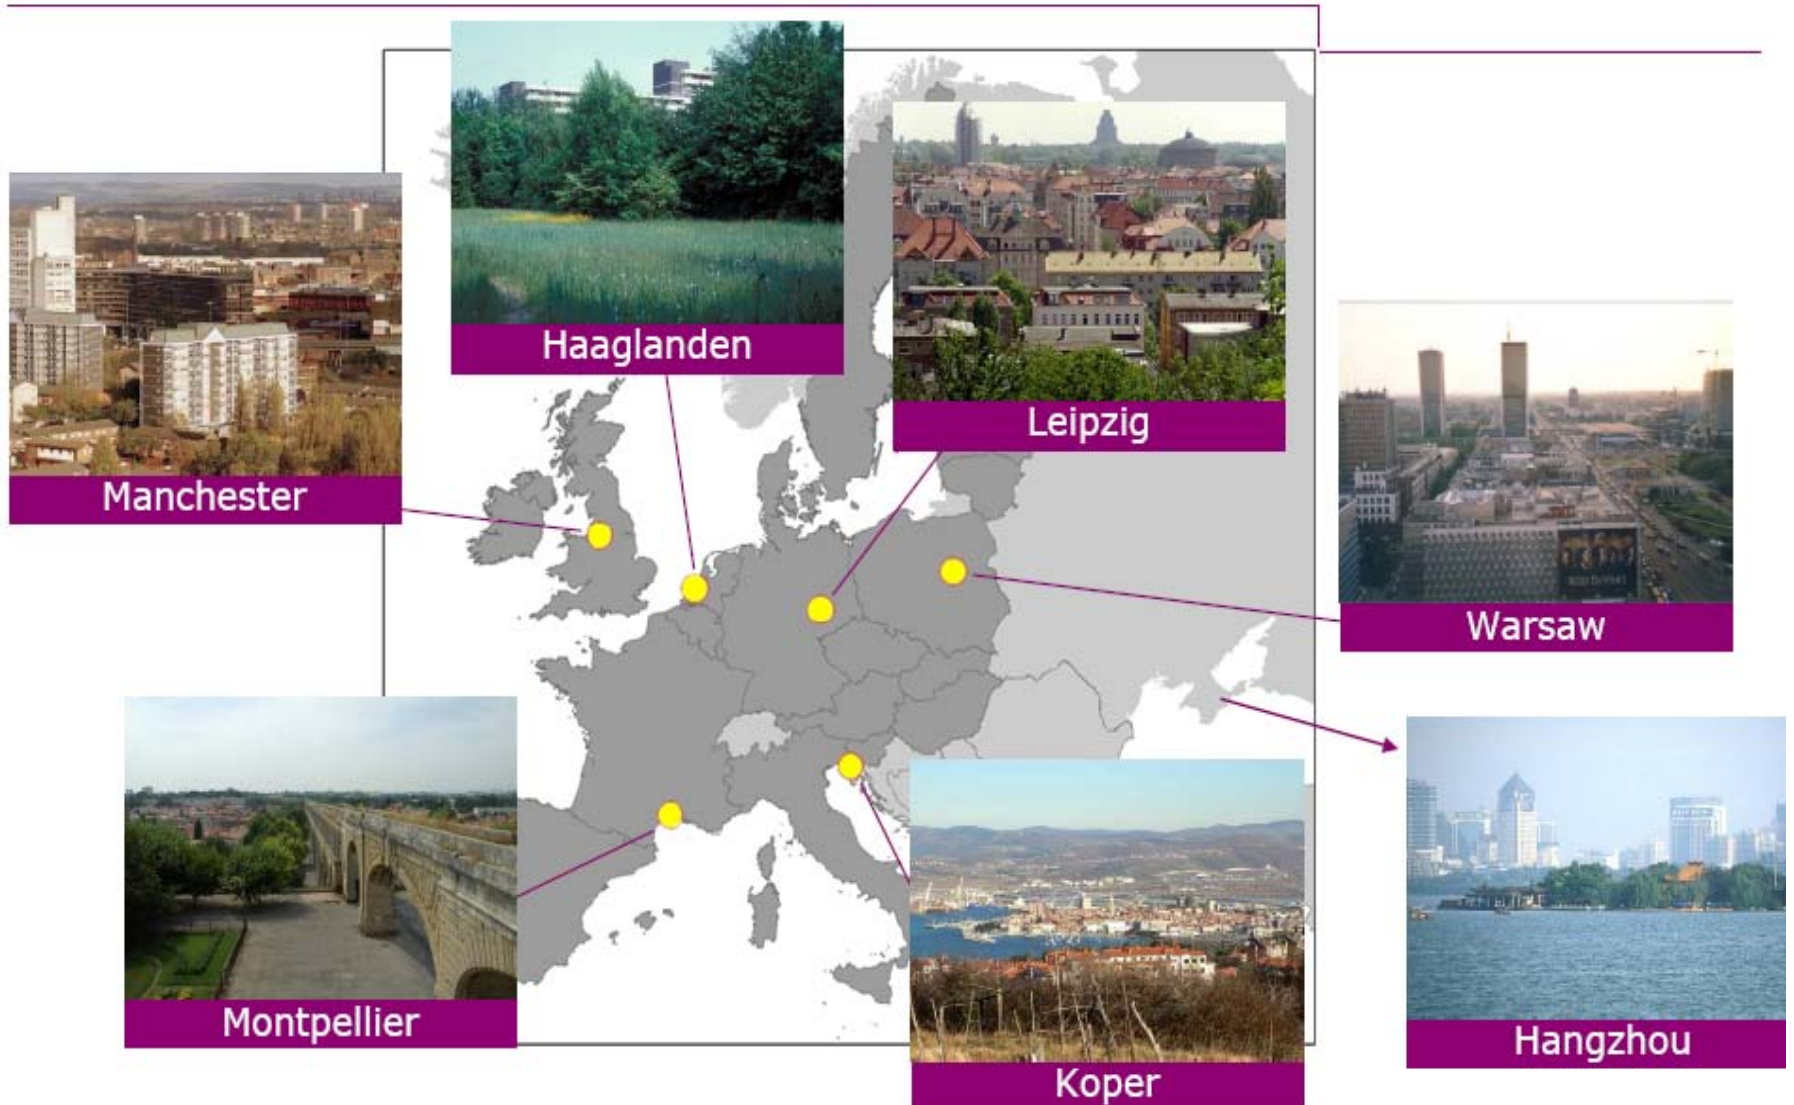 Haaglanden
Leipzig
Manchester
Warsaw
Montpellier
Hangzhou
Koper